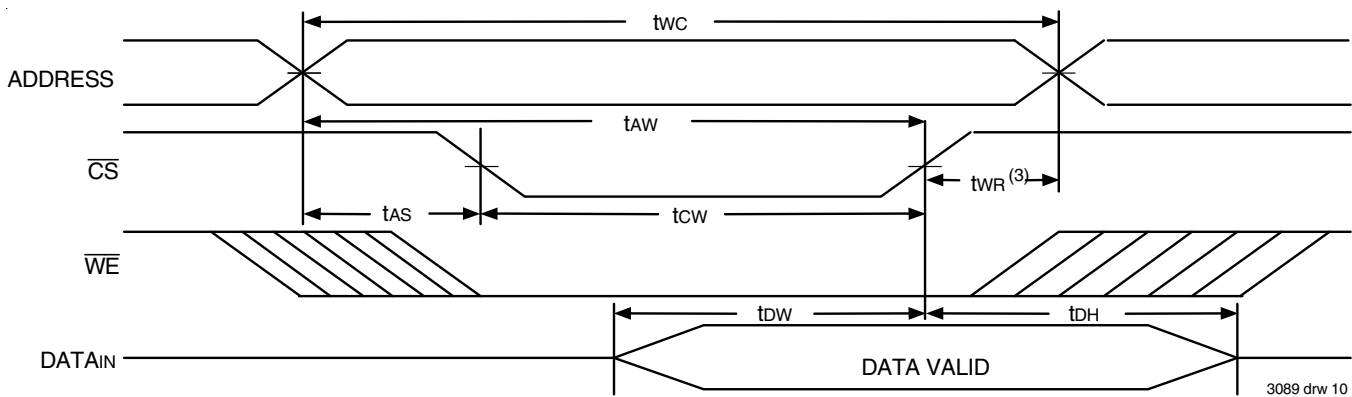 tWC
ADDRESS
tAW
CS
tWR (3)
tAS
tCW
WE
tDW
tDH
DATAIN
DATA VALID
3089 drw 10